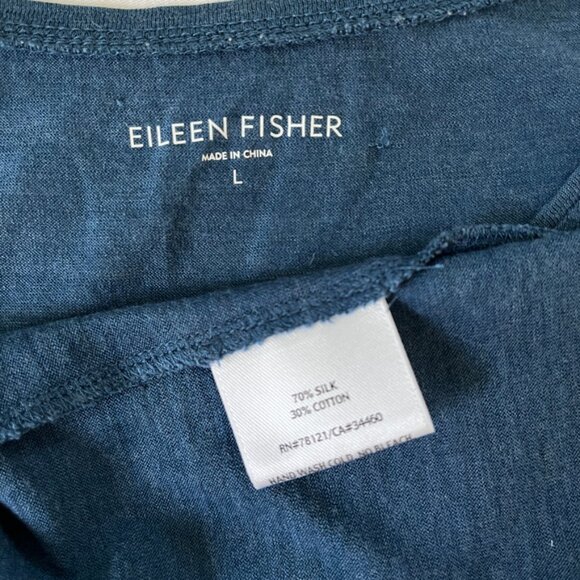 EILEEN FISHER
MADE IN CHINA
L
70% SILK
30% COTTON
RN#78121/CA#34460
HAND WASH COLD, NO BLEACH